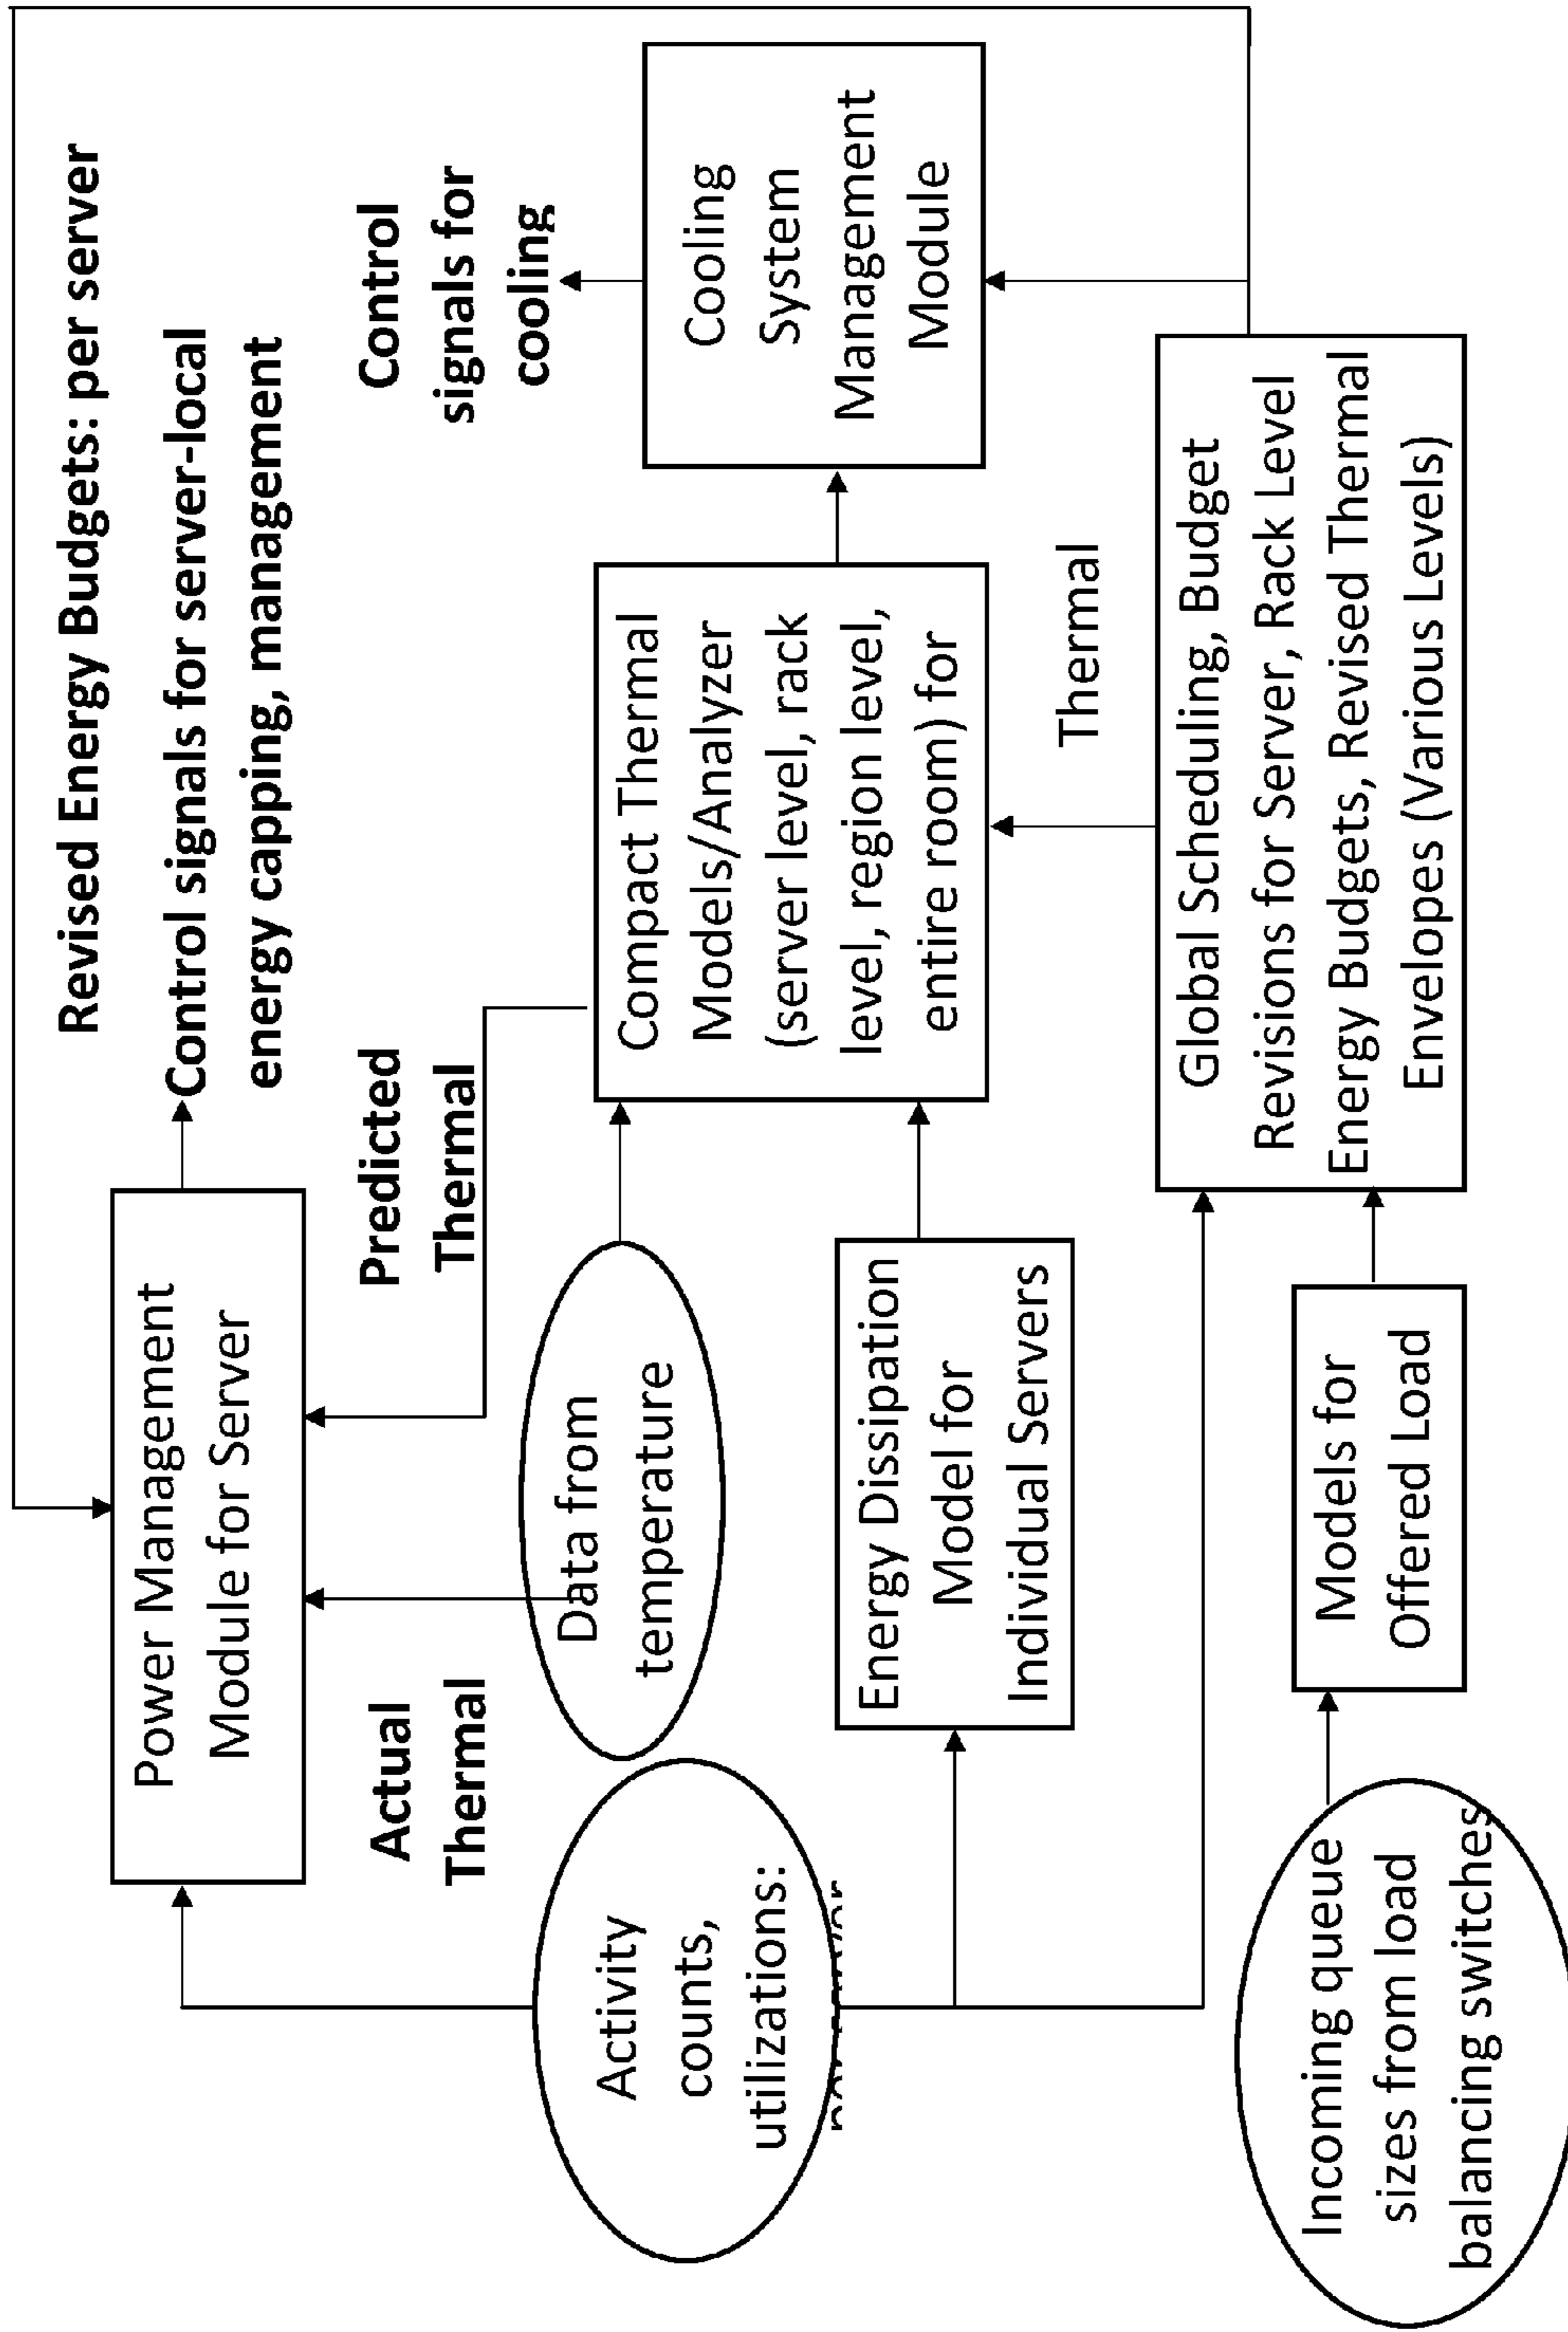 Revised Energy Budgets: per server
Control signals for server-local
energy capping, management
Power Management
Module for Server
Predicted
Thermal
Actual
Thermal
Control
signals for
cooling
Data from
temperature
Activity
counts,
utilizations:
Compact Thermal
Models/Analyzer
(server level, rack
level, region level,
entire room) for
Cooling
System
Management
Module
Energy Dissipation
Model for
Individual Servers
Thermal
Global Scheduling, Budget
Revisions for Server, Rack Level
Energy Budgets, Revised Thermal
Envelopes (Various Levels)
Models for
Offered Load
Incoming queue
sizes from load
balancing switches